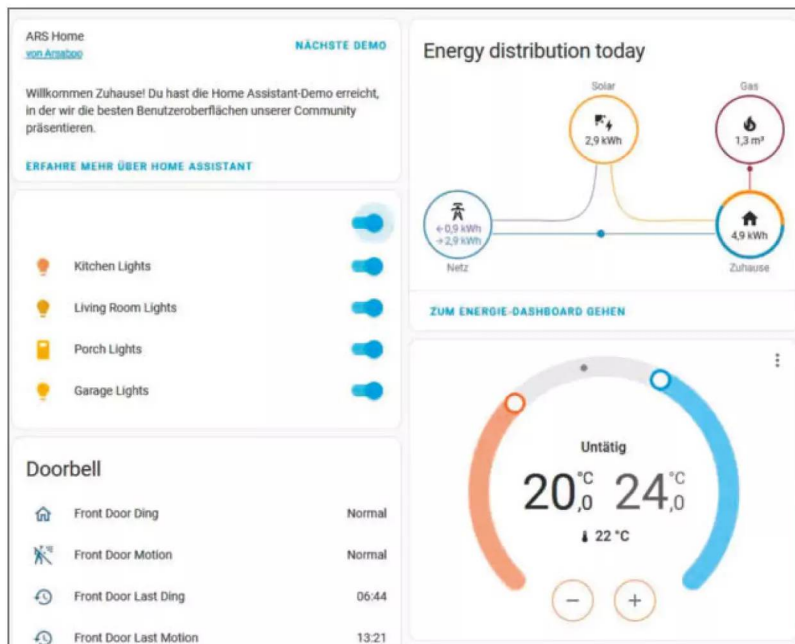 ARS Home
von Arsaboo
NÄCHSTE DEMO
Willkommen Zuhause! Du hast die Home Assistant-Demo erreicht,
in der wir die besten Benutzeroberflächen unserer Community
präsentieren.
ERFAHRE MEHR ÜBER HOME ASSISTANT
Kitchen Lights
Living Room Lights
Porch Lights
Garage Lights
Doorbell
Front Door Ding
Normal
Front Door Motion
Normal
Front Door Last Ding
06:44
Front Door Last Motion
13:21
Energy distribution today
Solar
2,9 kWh
Gas
1,3 m³
←0,9 kWh
→2,9 kWh
Netz
4,9 kWh
Zuhause
ZUM ENERGIE-DASHBOARD GEHEN
Untätig
20,0 °C 24,0 °C
22 °C